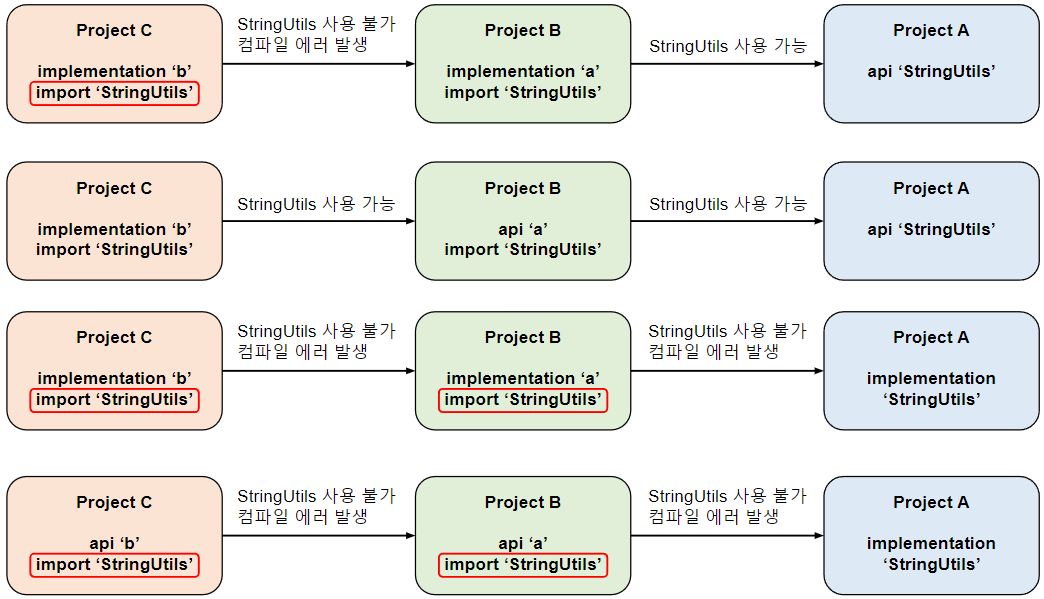 Project C
implementation ‘b’
import ‘StringUtils’
StringUtils 사용 불가
컴파일 에러 발생
Project B
implementation ‘a’
import ‘StringUtils’
StringUtils 사용 가능
Project A
api ‘StringUtils’
Project C
implementation ‘b’
import ‘StringUtils’
StringUtils 사용 가능
Project B
api ‘a’
import ‘StringUtils’
StringUtils 사용 가능
Project A
api ‘StringUtils’
Project C
implementation ‘b’
import ‘StringUtils’
StringUtils 사용 불가
컴파일 에러 발생
Project B
implementation ‘a’
import ‘StringUtils’
StringUtils 사용 불가
컴파일 에러 발생
Project A
implementation
‘StringUtils’
Project C
api ‘b’
import ‘StringUtils’
StringUtils 사용 불가
컴파일 에러 발생
Project B
api ‘a’
import ‘StringUtils’
StringUtils 사용 불가
컴파일 에러 발생
Project A
implementation
‘StringUtils’